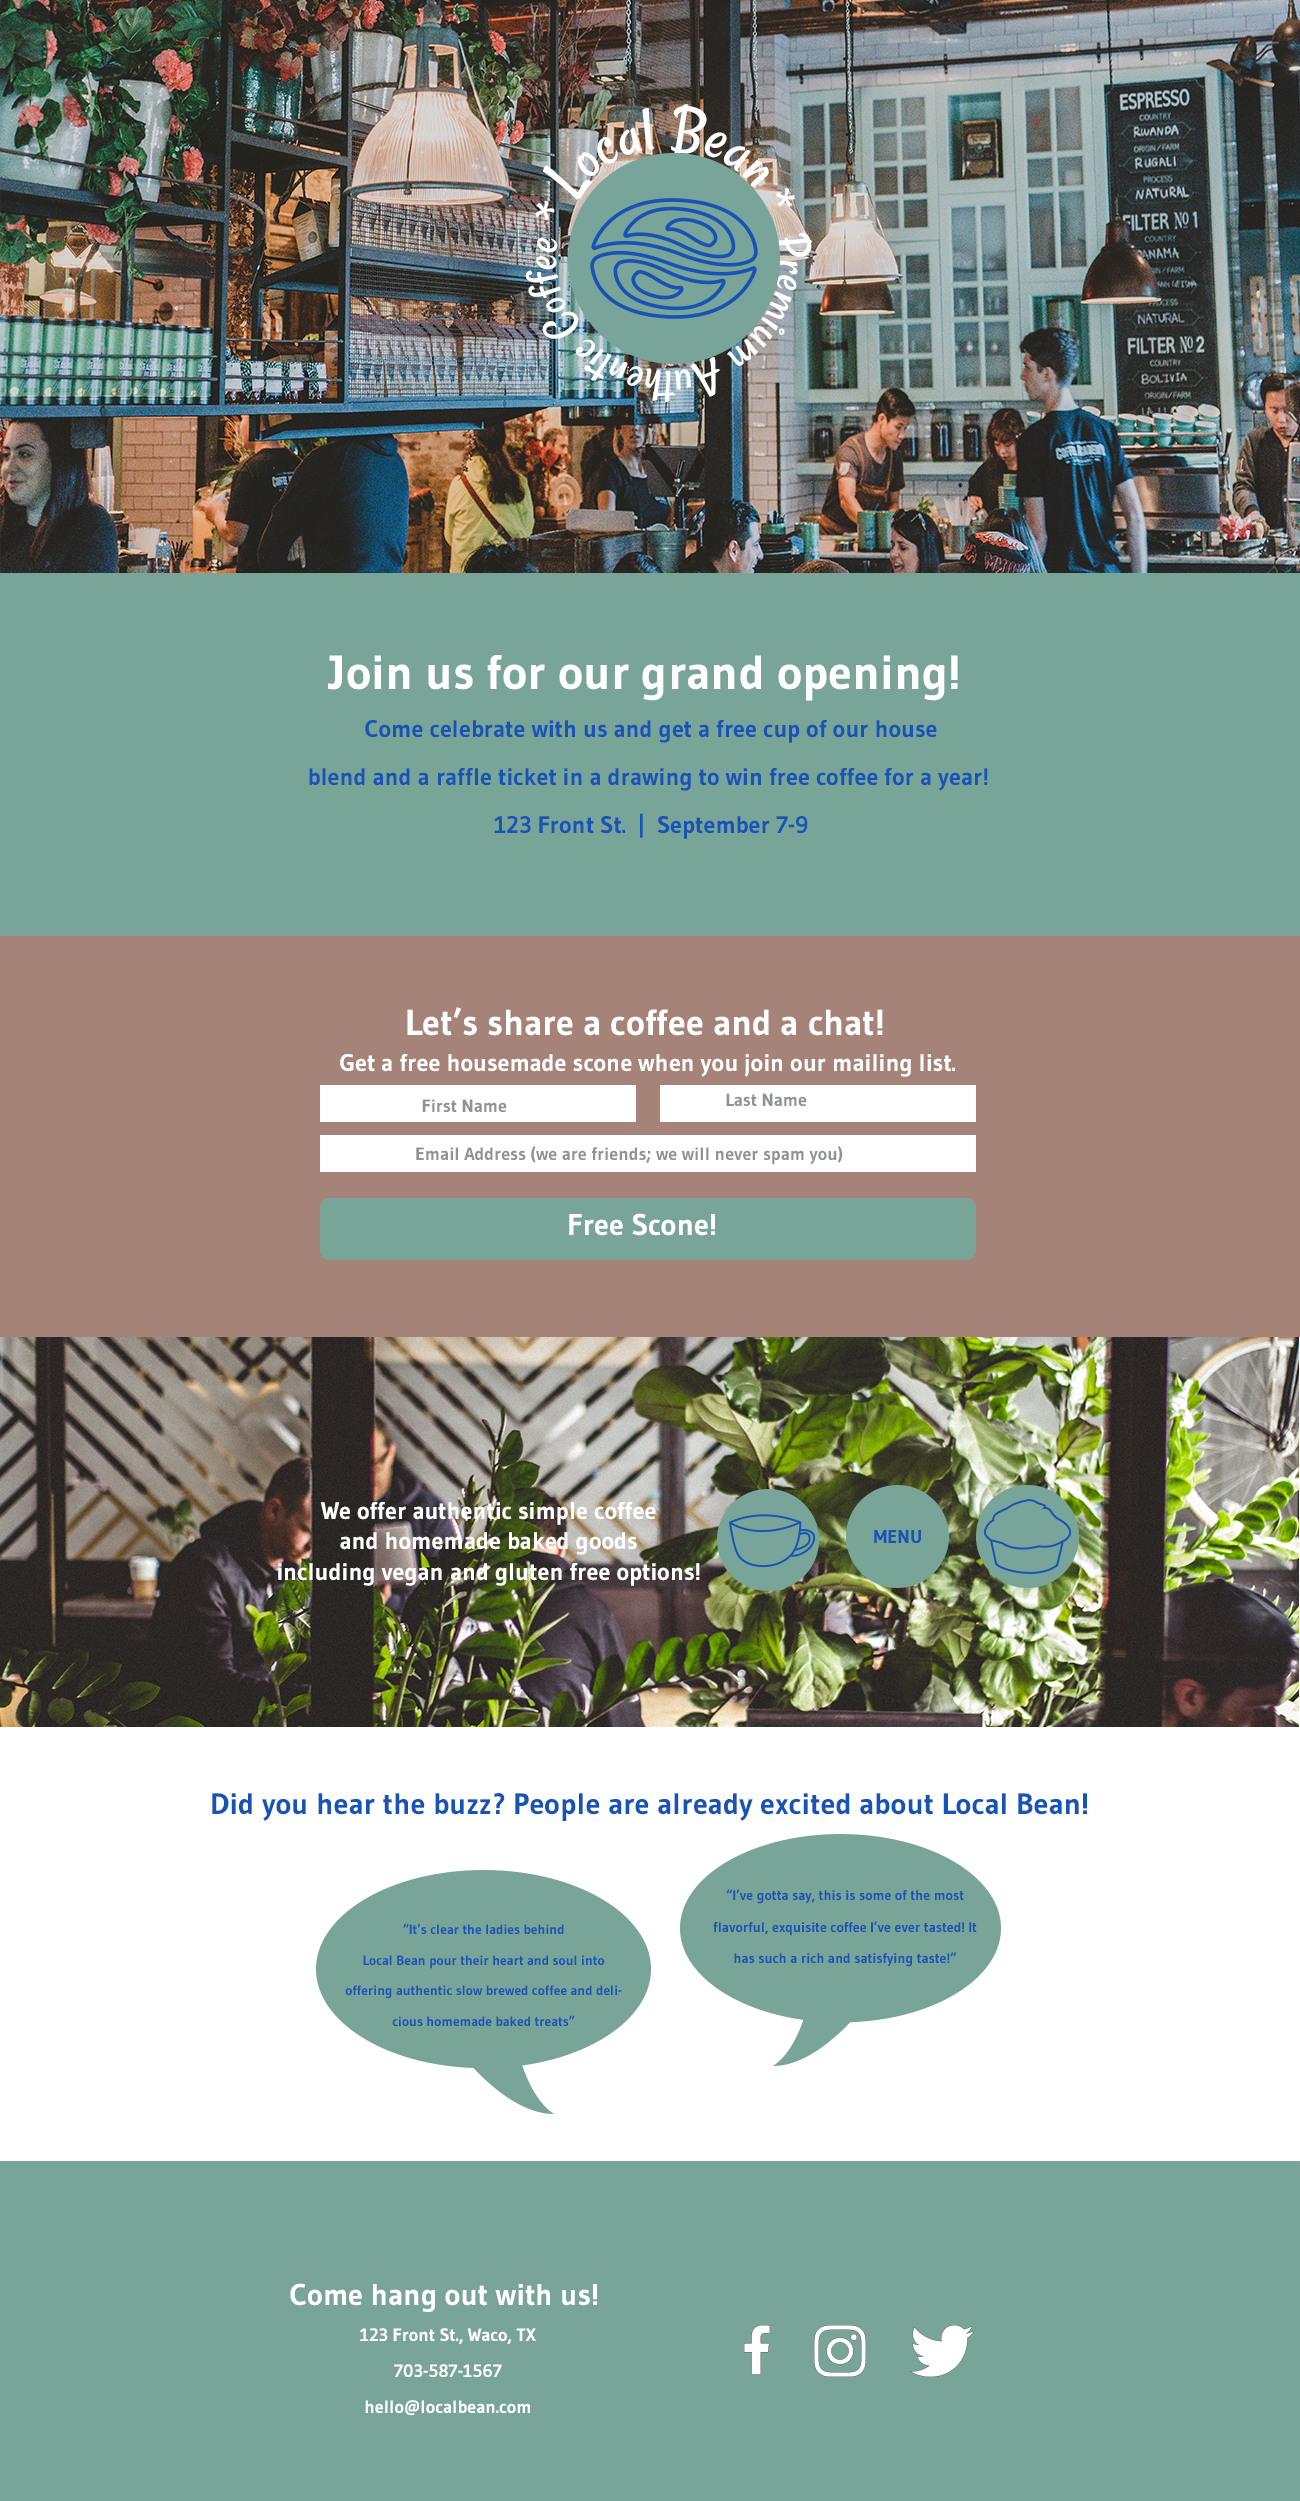 Local Bean * Premium Authentic Coffee *
ESPRESSO
COUNTRY
RWANDA
ORIGIN/FARM
RUGALI
PROCESS
NATURAL
FILTER Nº 1
COUNTRY
PANAMA
PROCESS
NATURAL
FILTER Nº 2
COUNTRY
BOLIVIA
ORIGIN/FARM
Join us for our grand opening!
Come celebrate with us and get a free cup of our house
blend and a raffle ticket in a drawing to win free coffee for a year!
123 Front St. | September 7-9
Let’s share a coffee and a chat!
Get a free housemade scone when you join our mailing list.
First Name
Last Name
Email Address (we are friends; we will never spam you)
Free Scone!
We offer authentic simple coffee
and homemade baked goods
including vegan and gluten free options!
MENU
Did you hear the buzz? People are already excited about Local Bean!
“It’s clear the ladies behind
Local Bean pour their heart and soul into
offering authentic slow brewed coffee and deli-
cious homemade baked treats”
“I’ve gotta say, this is some of the most
flavorful, exquisite coffee I’ve ever tasted! It
has such a rich and satisfying taste!”
Come hang out with us!
123 Front St., Waco, TX
703-587-1567
hello@localbean.com